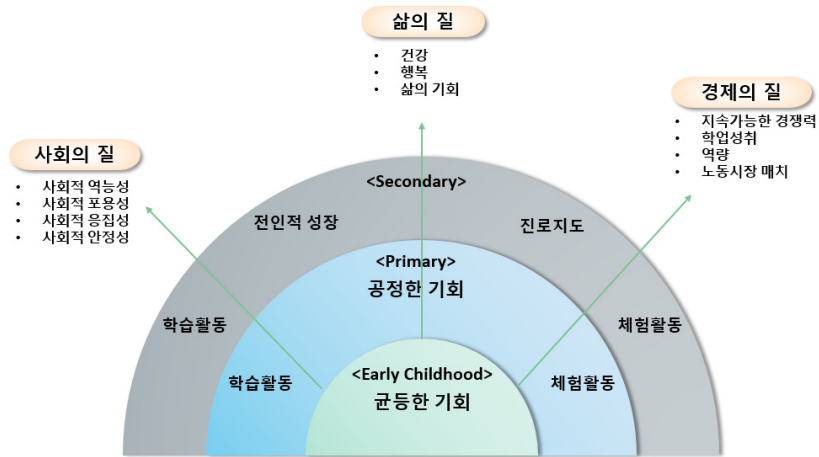 삶의 질
• 건강
• 행복
• 삶의 기회
경제의 질
• 지속가능한 경쟁력
• 학업성취
• 역량
• 노동시장 매치
사회의 질
• 사회적 역능성
• 사회적 포용성
• 사회적 응집성
• 사회적 안정성
<Secondary>
전인적 성장
진로지도
<Primary>
공정한 기회
학습활동
체험활동
<Early Childhood>
학습활동
체험활동
균등한 기회